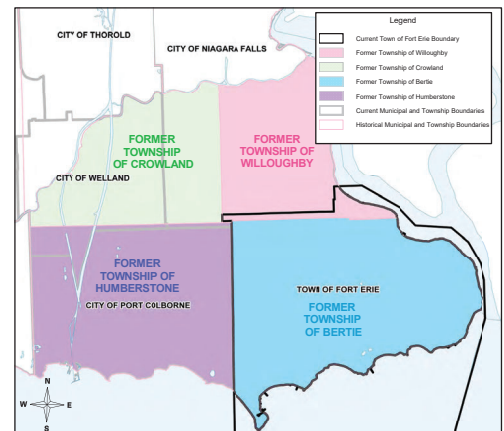 Legend
Current Town of Fort Erie Boundary
Former Township of Willoughby
Former Township of Crowland
Former Township of Bertie
Former Township of Humberstone
Current Municipal and Township Boundaries
Historical Municipal and Township Boundaries
CITY OF THOROLD
CITY OF NIAGARA FALLS
FORMER
TOWNSHIP
OF CROWLAND
FORMER
TOWNSHIP OF
WILLOUGHBY
CITY OF WELLAND
FORMER
TOWNSHIP OF
HUMBERSTONE
CITY OF PORT COLBORNE
TOWN OF FORT ERIE
FORMER
TOWNSHIP
OF BERTIE
N
W E
S